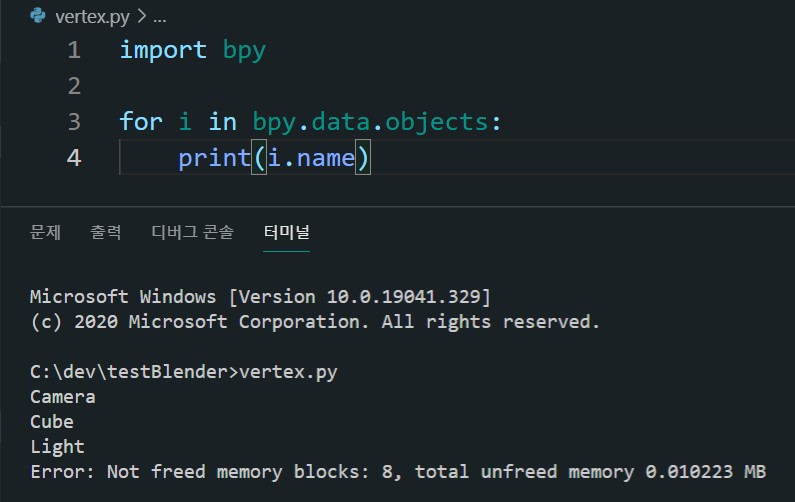 vertex.py > ...
1 import bpy
2
3 for i in bpy.data.objects:
4     print(i.name)
문제 출력 디버그 콘솔 터미널
Microsoft Windows [Version 10.0.19041.329]
(c) 2020 Microsoft Corporation. All rights reserved.
C:\dev\testBlender>vertex.py
Camera
Cube
Light
Error: Not freed memory blocks: 8, total unfreed memory 0.010223 MB